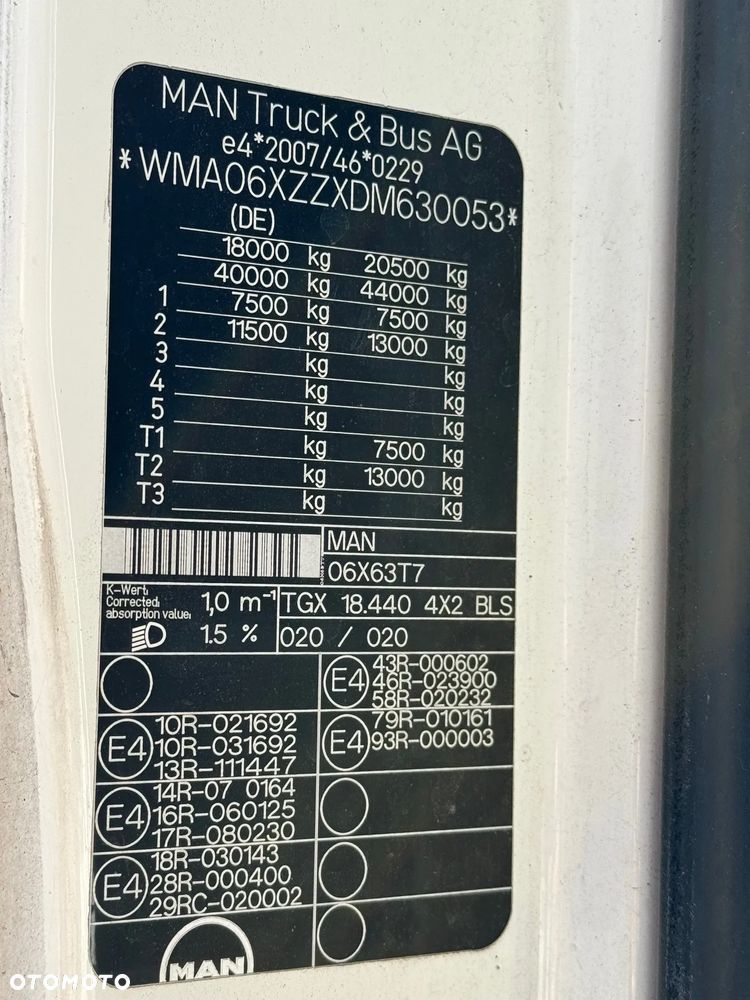 MAN Truck & Bus AG
e4*2007/46*0229
*WMA06XZZXDM630053*
(DE)
18000 kg 20500 kg
40000 kg 44000 kg
1 7500 kg 7500 kg
2 11500 kg 13000 kg
3 kg kg
4 kg kg
5 kg kg
T1 kg 7500 kg
T2 kg 13000 kg
T3 kg kg
MAN
06X63T7
K-Wert:
Corrected
absorption value:
1,0 m⁻¹
TGX 18.440 4X2 BLS
1.5 %
020 / 020
E4
43R-000602
46R-023900
58R-020232
E4
10R-021692
10R-031692
13R-111447
E4
79R-010161
93R-000003
E4
14R-07 0164
16R-060125
17R-080230
E4
18R-030143
28R-000400
29RC-020002
MAN
OTOMOTO